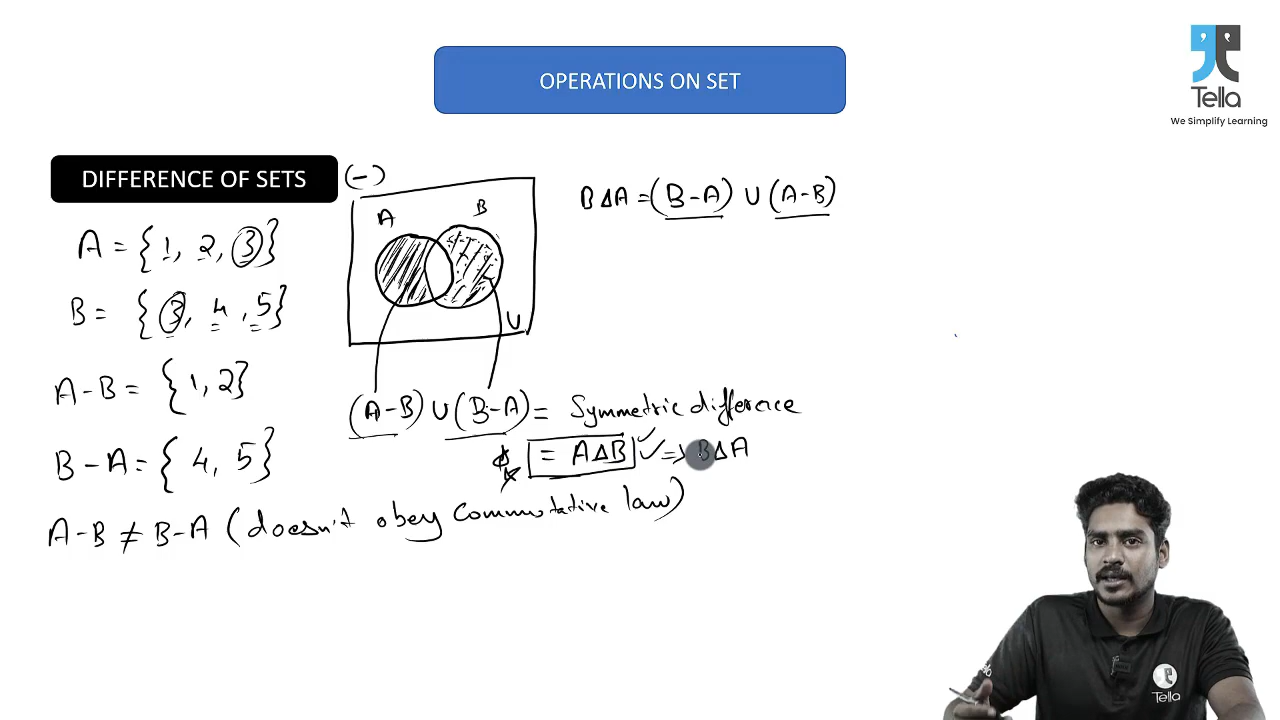 OPERATIONS ON SET
Tella
We Simplify Learning
DIFFERENCE OF SETS (-)
A = {1, 2, 3}
B = {3, 4, 5}
A-B = {1, 2}
B-A = {4, 5}
A-B ≠ B-A (doesn't obey Commutative law)
A B
U
(A-B) ∪ (B-A) = Symmetric difference
= A∆B => B∆A
B∆A = (B-A) ∪ (A-B)
Tella